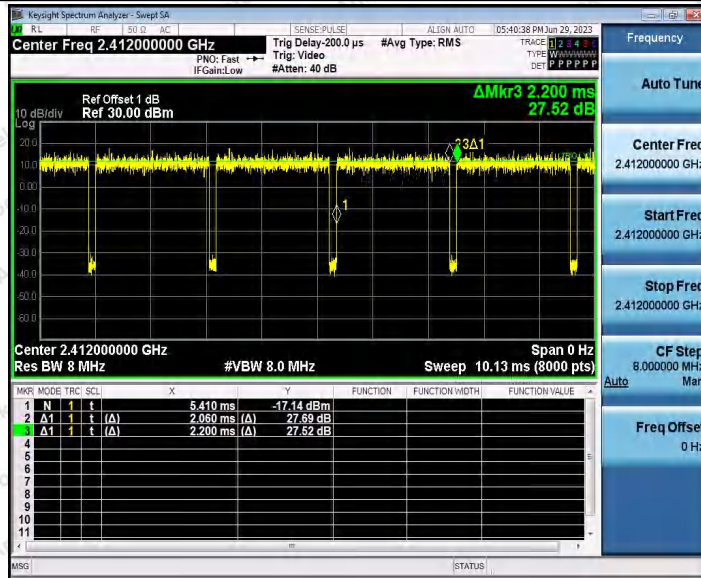 Keysight Spectrum Analyzer - Swept SA
RL RF 50 Ω AC SENSE:PULSE ALIGN AUTO 05:40:38 PM Jun 29, 2023
Center Freq 2.412000000 GHz
PNO: Fast
IFGain:Low
Trig Delay-200.0 µs
Trig: Video
#Atten: 40 dB
#Avg Type: RMS
TRACE 1 2 3 4 5 6
TYPE
DET P P P P P P
ΔMkr3 2.200 ms
27.52 dB
Ref Offset 1 dB
10 dB/div Ref 30.00 dBm
Log
20.0
10.0
0.00
-10.0
-20.0
-30.0
-40.0
-50.0
-60.0
3Δ1
1
Center 2.412000000 GHz Span 0 Hz
Res BW 8 MHz #VBW 8.0 MHz Sweep 10.13 ms (8000 pts)
MKR MODE TRC SCL X Y FUNCTION FUNCTION WIDTH FUNCTION VALUE
1 N 1 t 5.410 ms -17.14 dBm
2 Δ1 1 t (Δ) 2.060 ms (Δ) 27.69 dB
3 Δ1 1 t (Δ) 2.200 ms (Δ) 27.52 dB
4
5
6
7
8
9
10
11
MSG STATUS
Frequency
Auto Tune
Center Freq
2.412000000 GHz
Start Freq
2.412000000 GHz
Stop Freq
2.412000000 GHz
CF Step
8.000000 MHz
Auto Man
Freq Offset
0 Hz